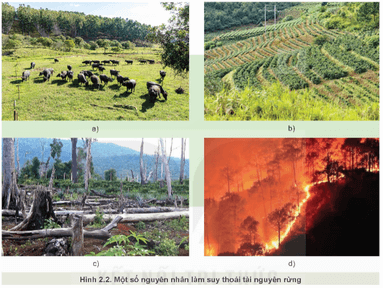 a)
b)
c)
d)
Hình 2.2. Một số nguyên nhân làm suy thoái tài nguyên rừng